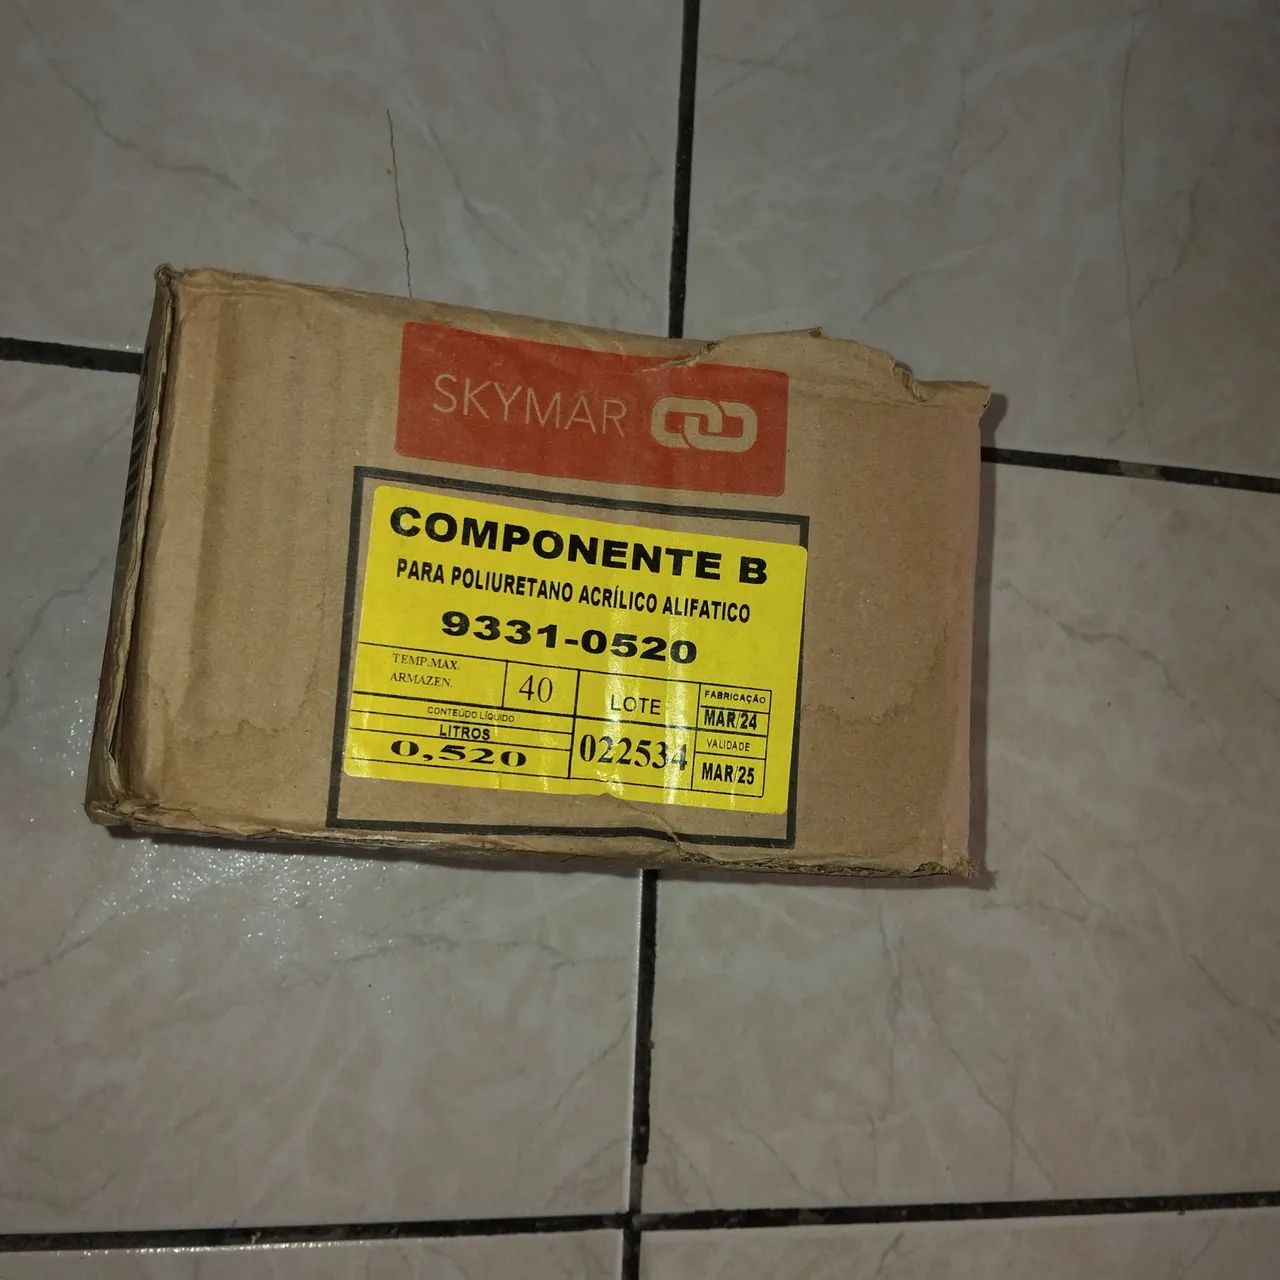 SKYMAR
COMPONENTE B
PARA POLIURETANO ACRÍLICO ALIFATICO
9331-0520
TEMP.MAX.
ARMAZEN.
40
CONTEÚDO LÍQUIDO
LITROS
0,520
LOTE
022534
FABRICAÇÃO
MAR/24
VALIDADE
MAR/25